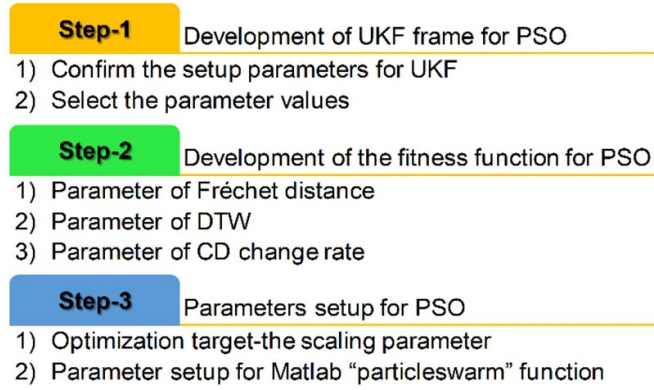 Step-1 Development of UKF frame for PSO
1) Confirm the setup parameters for UKF
2) Select the parameter values
Step-2 Development of the fitness function for PSO
1) Parameter of Fréchet distance
2) Parameter of DTW
3) Parameter of CD change rate
Step-3 Parameters setup for PSO
1) Optimization target-the scaling parameter
2) Parameter setup for Matlab “particleswarm” function